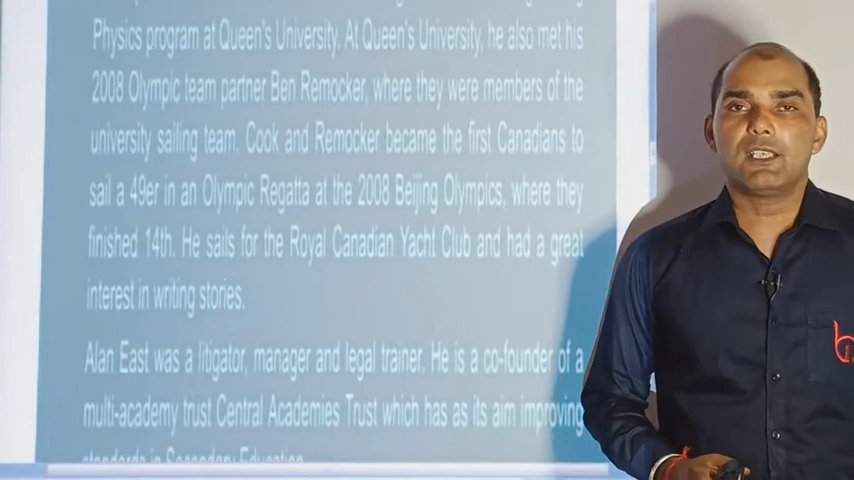 Physics program at Queen's University. At Queen's University, he also met his
2008 Olympic team partner Ben Remocker, where they were members of the
university sailing team. Cook and Remocker became the first Canadians to
sail a 49er in an Olympic Regatta at the 2008 Beijing Olympics, where they
finished 14th. He sails for the Royal Canadian Yacht Club and had a great
interest in writing stories.
Alan East was a litigator, manager and legal trainer. He is a co-founder of a
multi-academy trust Central Academies Trust which has as its aim improving
standards in Secondary Education